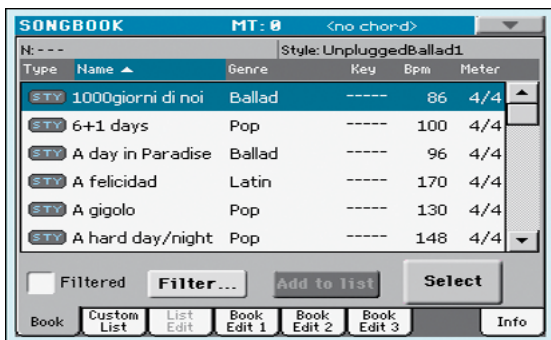 SONGBOOK MT: 0 <no chord>
N: --- Style: UnpluggedBallad1
Type Name Genre Key Bpm Meter
STY 1000giorni di noi Ballad ----- 86 4/4
STY 6+1 days Pop ----- 100 4/4
STY A day in Paradise Ballad ----- 96 4/4
STY A felicidad Latin ----- 170 4/4
STY A gigolo Pop ----- 130 4/4
STY A hard day/night Pop ----- 148 4/4
Filtered Filter... Add to list Select
Book Custom List List Edit Book Edit 1 Book Edit 2 Book Edit 3 Info